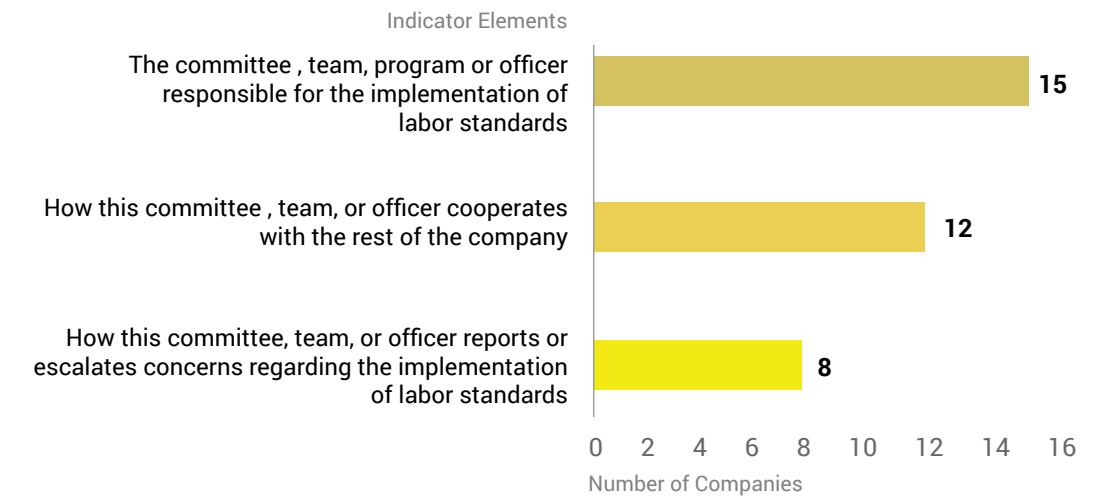 Indicator Elements
The committee , team, program or officer
responsible for the implementation of
labor standards
15
How this committee , team, or officer cooperates
with the rest of the company
12
How this committee, team, or officer reports or
escalates concerns regarding the implementation
of labor standards
8
0 2 4 6 8 10 12 14 16
Number of Companies